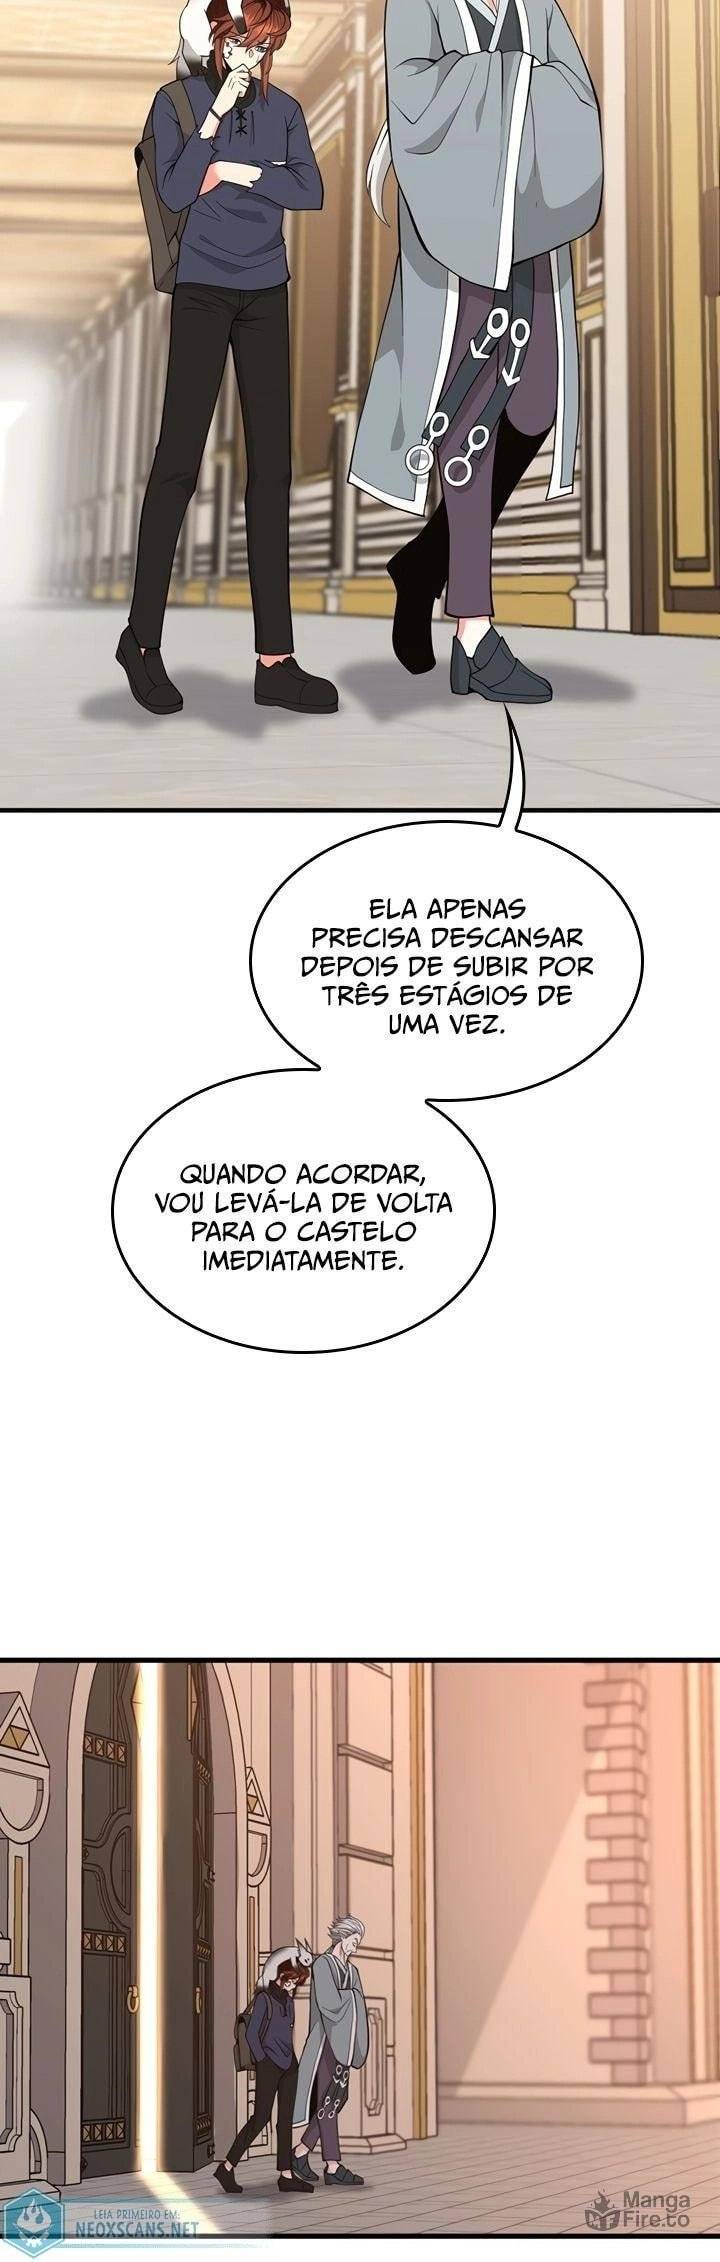 ELA APENAS
PRECISA DESCANSAR
DEPOIS DE SUBIR POR
TRÊS ESTÁGIOS DE
UMA VEZ.
QUANDO ACORDAR,
VOU LEVÁ-LA DE VOLTA
PARA O CASTELO
IMEDIATAMENTE.
LEIA PRIMEIRO EM:
NEOXSCANS.NET
Manga
Fire.to